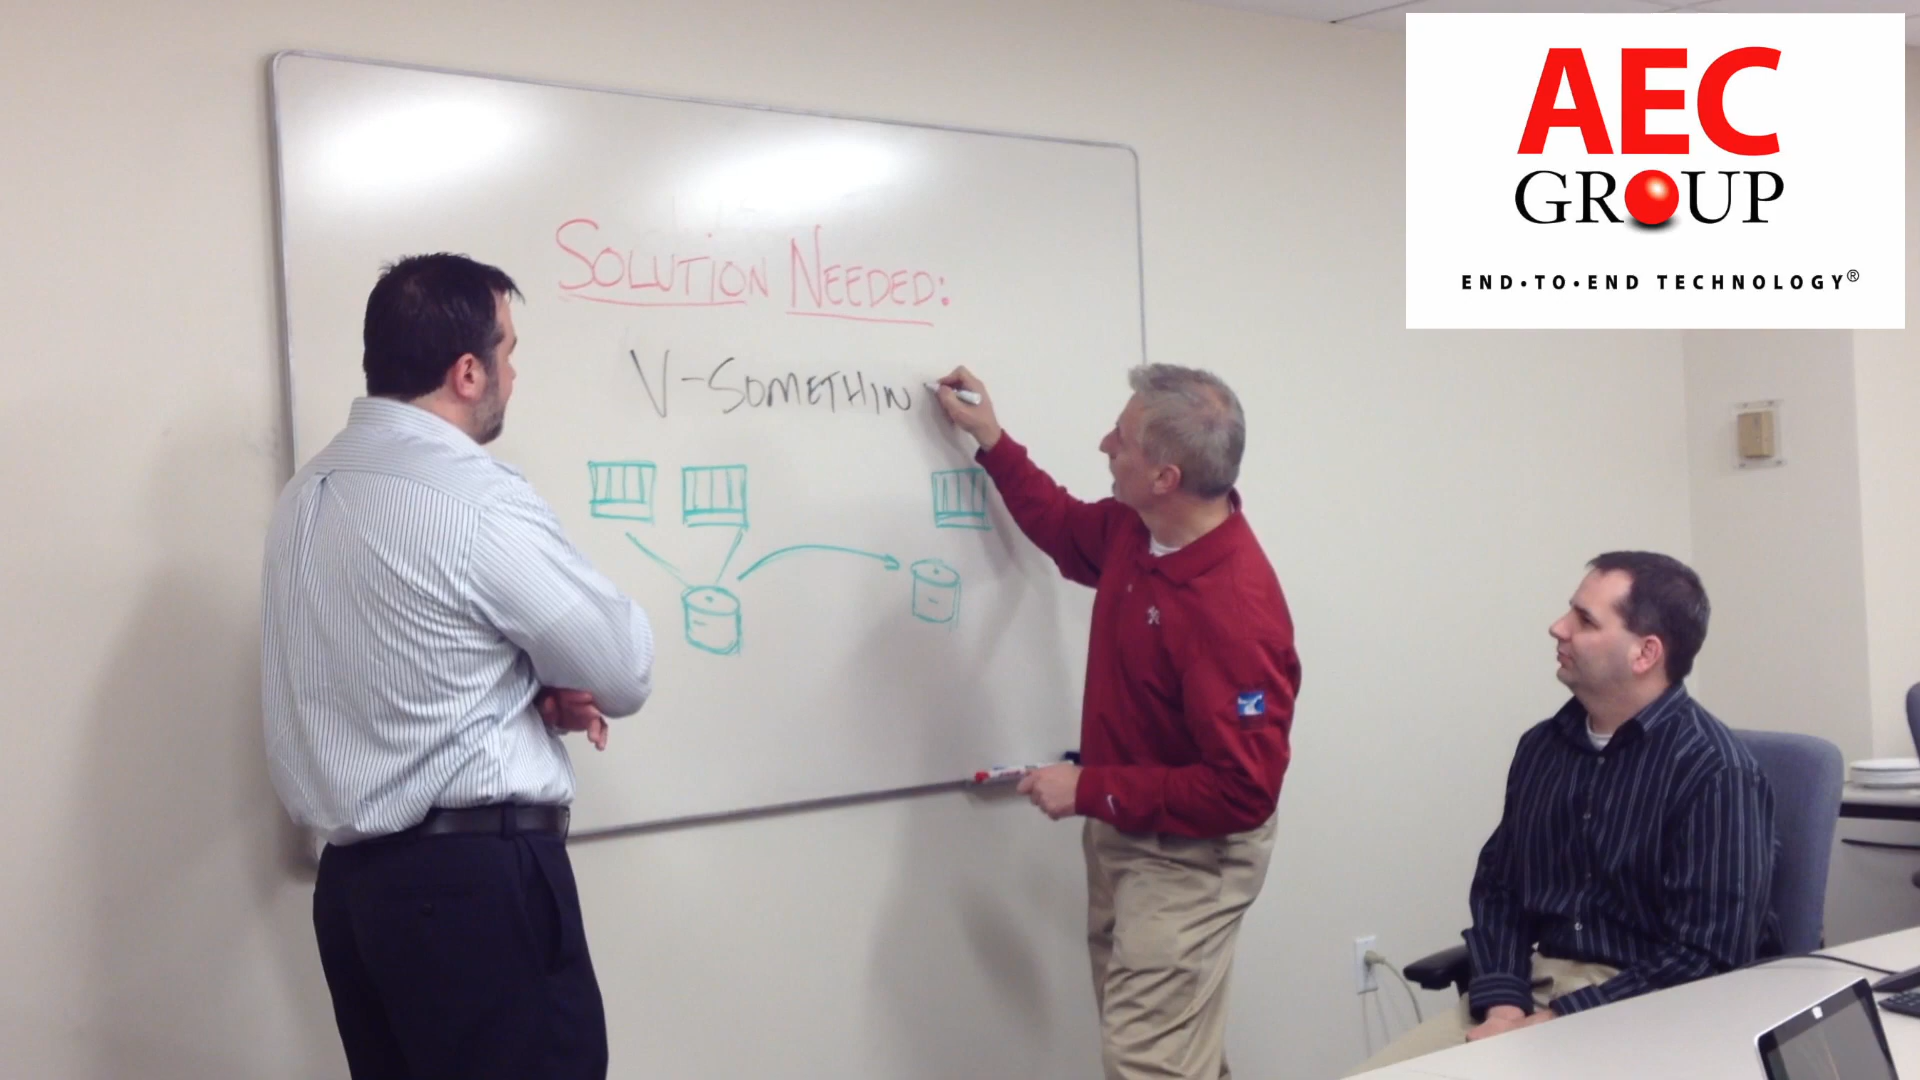 SOLUTION NEEDED:
V-SOMETHIN
AEC
GROUP
END•TO•END TECHNOLOGY®